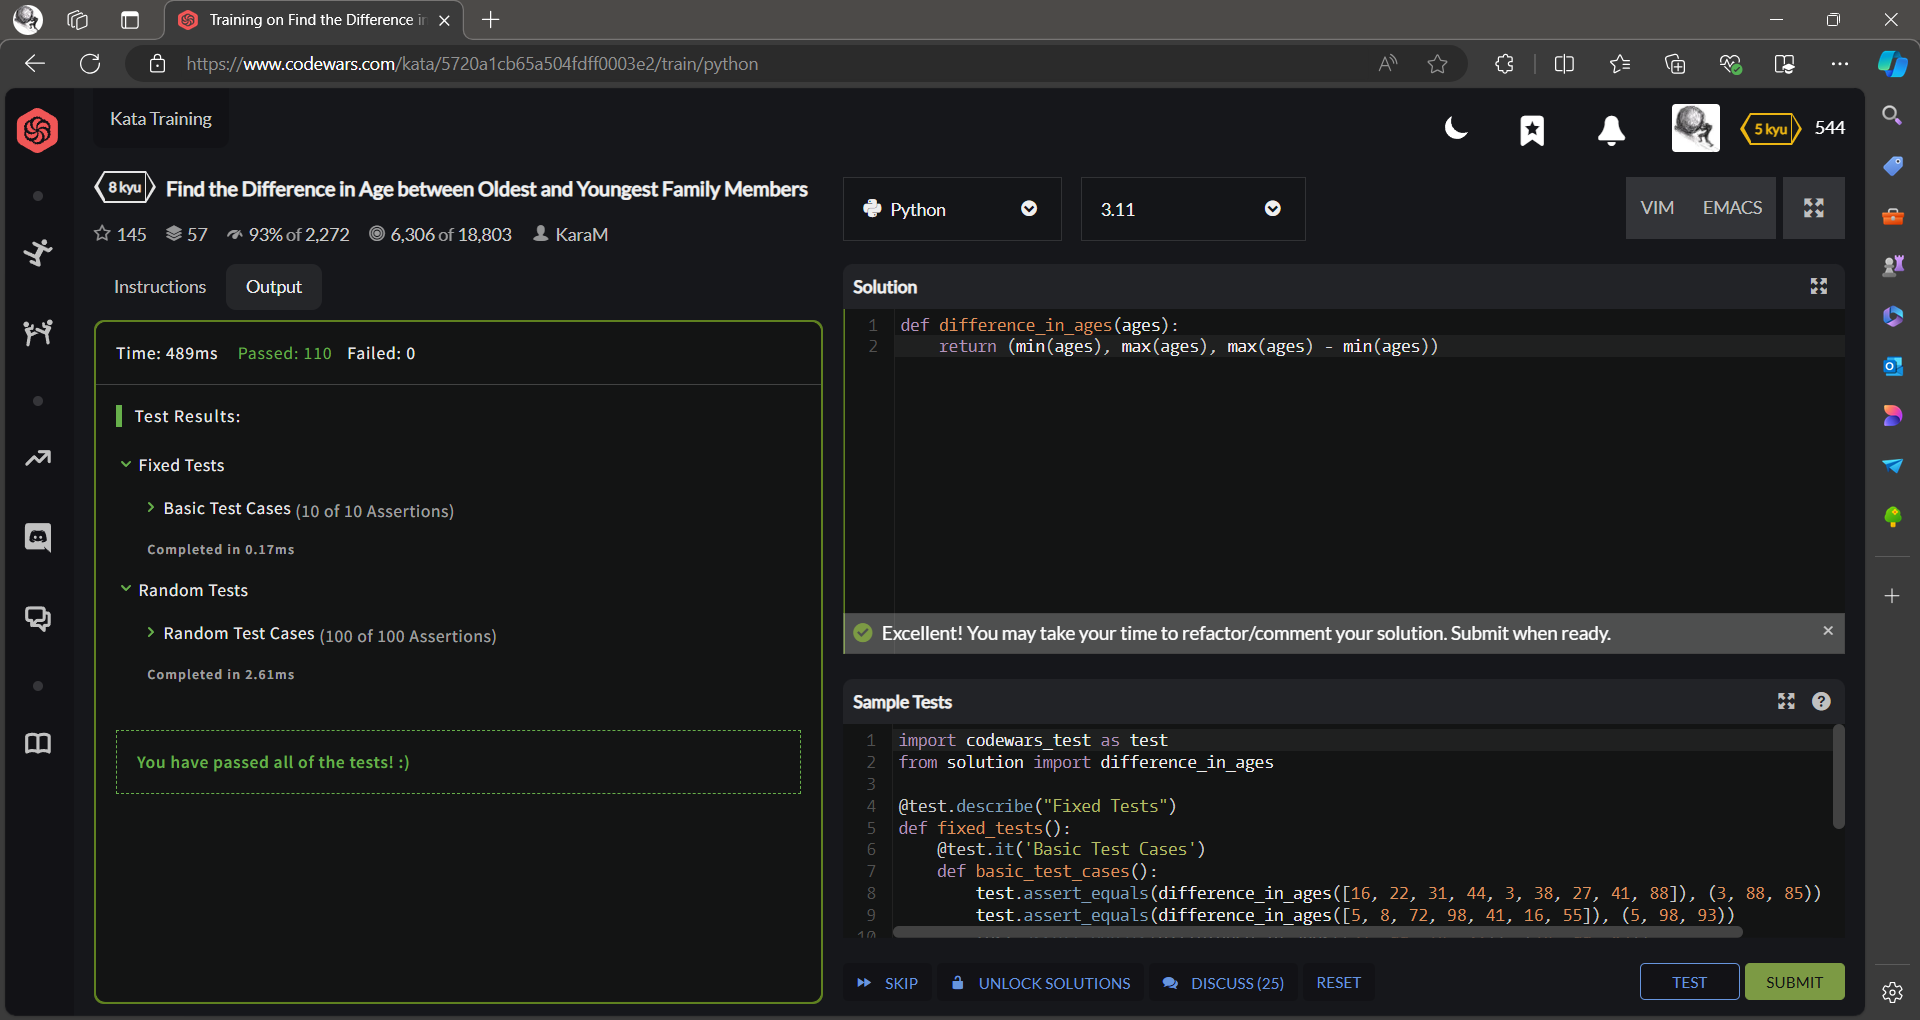 Training on Find the Difference in
https://www.codewars.com/kata/5720a1cb65a504fdff0003e2/train/python
Kata Training
5 kyu 544
8 kyu Find the Difference in Age between Oldest and Youngest Family Members
145 57 93% of 2,272 6,306 of 18,803 KaraM
Python
3.11
VIM EMACS
Instructions Output
Time: 489ms Passed: 110 Failed: 0
Test Results:
Fixed Tests
Basic Test Cases (10 of 10 Assertions)
Completed in 0.17ms
Random Tests
Random Test Cases (100 of 100 Assertions)
Completed in 2.61ms
You have passed all of the tests! :)
Solution
1 def difference_in_ages(ages):
2 return (min(ages), max(ages), max(ages) - min(ages))
Excellent! You may take your time to refactor/comment your solution. Submit when ready.
Sample Tests
1 import codewars_test as test
2 from solution import difference_in_ages
3
4 @test.describe("Fixed Tests")
5 def fixed_tests():
6 @test.it('Basic Test Cases')
7 def basic_test_cases():
8 test.assert_equals(difference_in_ages([16, 22, 31, 44, 3, 38, 27, 41, 88]), (3, 88, 85))
9 test.assert_equals(difference_in_ages([5, 8, 72, 98, 41, 16, 55]), (5, 98, 93))
10
SKIP UNLOCK SOLUTIONS DISCUSS (25) RESET TEST SUBMIT